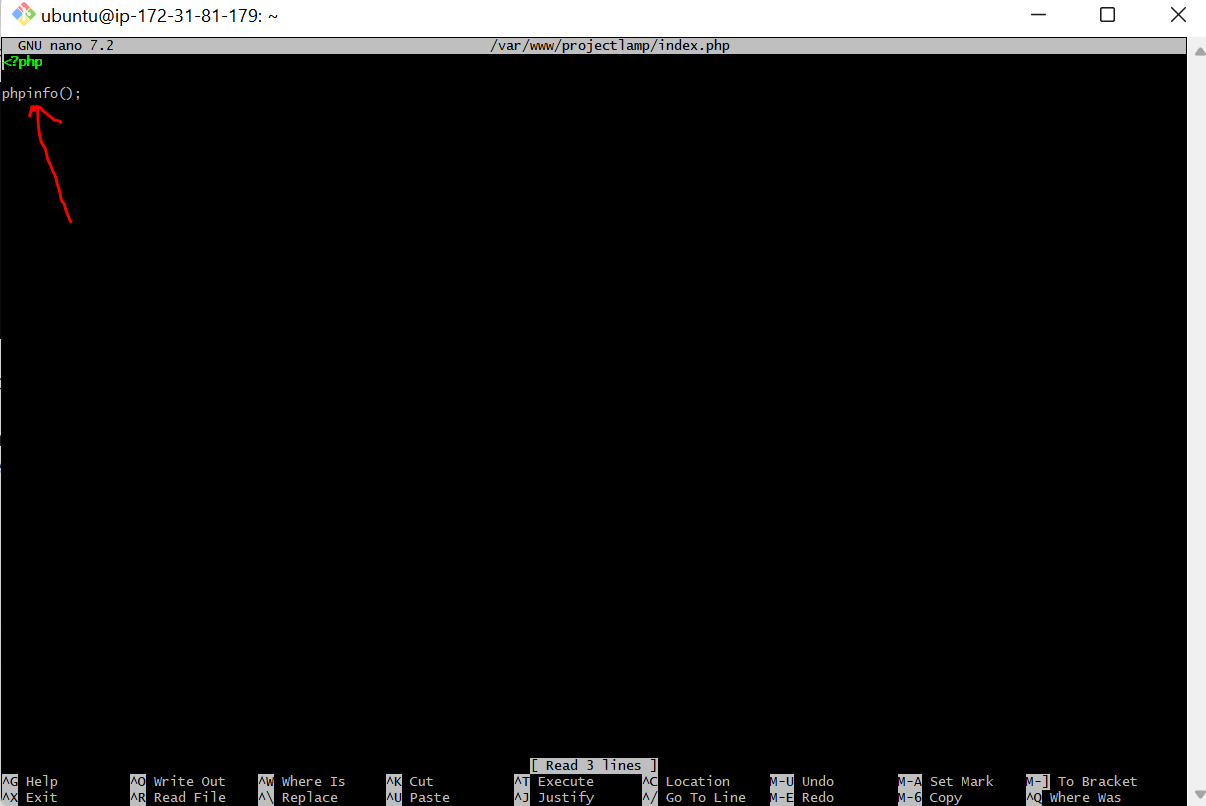 ubuntu@ip-172-31-81-179: ~
GNU nano 7.2 /var/www/projectlamp/index.php
<?php
phpinfo();
[ Read 3 lines ]
^G Help ^O Write Out ^W Where Is ^K Cut ^T Execute ^C Location M-U Undo M-A Set Mark M-] To Bracket
^X Exit ^R Read File ^\ Replace ^U Paste ^J Justify ^/ Go To Line M-E Redo M-6 Copy ^Q Where Was